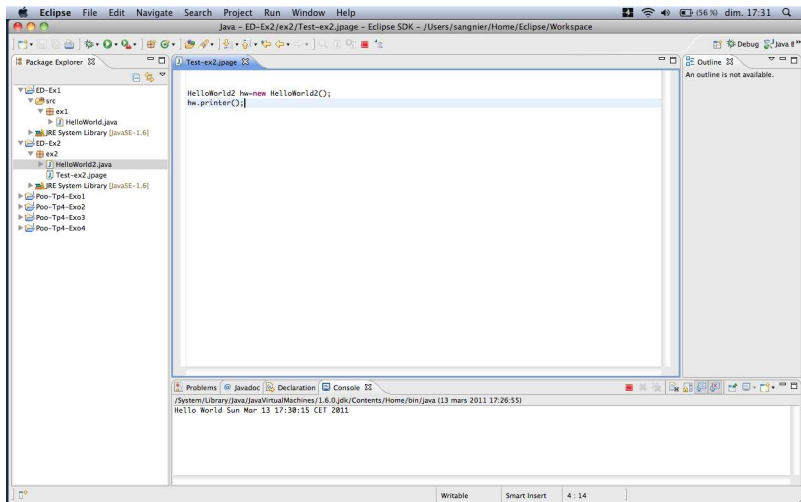 Eclipse File Edit Navigate Search Project Run Window Help (56 %) dim. 17:31
Java – ED-Ex2/ex2/Test-ex2.jpage – Eclipse SDK – /Users/sangnier/Home/Eclipse/Workspace
Debug Java
Package Explorer
Test-ex2.jpage
Outline
An outline is not available.
ED-Ex1
src
ex1
HelloWorld.java
JRE System Library [JavaSE-1.6]
ED-Ex2
ex2
HelloWorld2.java
Test-ex2.jpage
JRE System Library [JavaSE-1.6]
Poo-Tp4-Exo1
Poo-Tp4-Exo2
Poo-Tp4-Exo3
Poo-Tp4-Exo4
HelloWorld2 hw=new HelloWorld2();
hw.printer();
Problems @ Javadoc Declaration Console
/System/Library/Java/JavaVirtualMachines/1.6.0.jdk/Contents/Home/bin/java (13 mars 2011 17:26:55)
Hello World Sun Mar 13 17:30:15 CET 2011
Writable Smart Insert 4 : 14